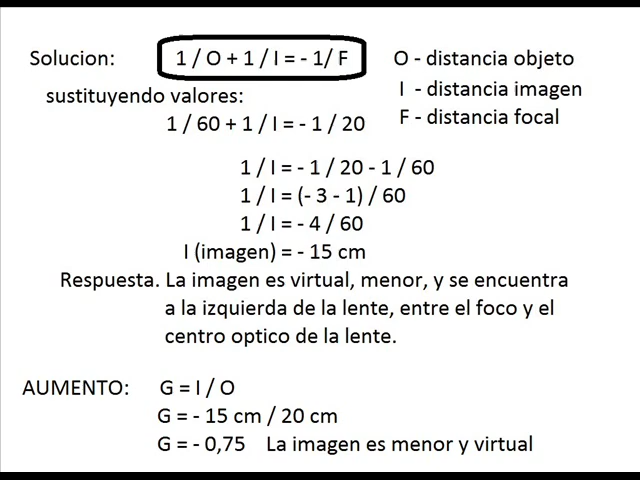 Solucion: 1 / O + 1 / I = - 1/ F O - distancia objeto
sustituyendo valores: I - distancia imagen
1 / 60 + 1 / I = - 1 / 20 F - distancia focal
1 / I = - 1 / 20 - 1 / 60
1 / I = (- 3 - 1) / 60
1 / I = - 4 / 60
I (imagen) = - 15 cm
Respuesta. La imagen es virtual, menor, y se encuentra
a la izquierda de la lente, entre el foco y el
centro optico de la lente.
AUMENTO: G = I / O
G = - 15 cm / 20 cm
G = - 0,75 La imagen es menor y virtual